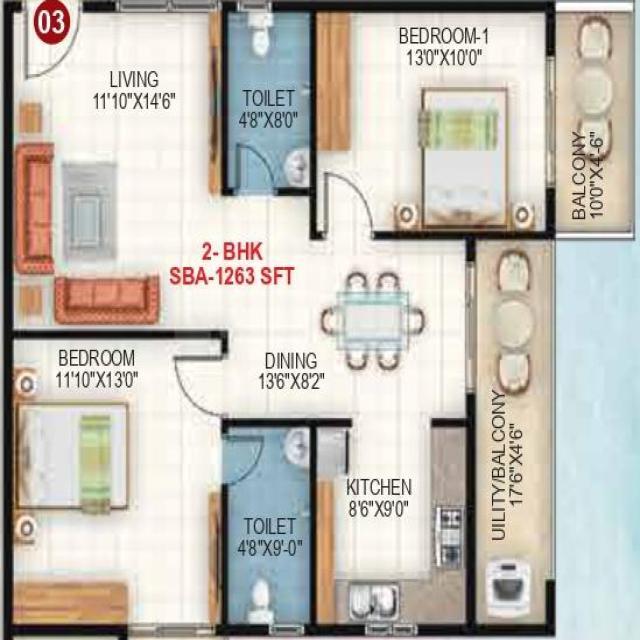 03
LIVING
11'10"X14'6"
TOILET
4'8"X8'0"
BEDROOM-1
13'0"X10'0"
BALCONY
10'0"X4'-6"
2- BHK
SBA-1263 SFT
BEDROOM
11'10"X13'0"
DINING
13'6"X8'2"
KITCHEN
8'6"X9'0"
TOILET
4'8"X9'-0"
UILITY/BALCONY
17'6"X4'6"